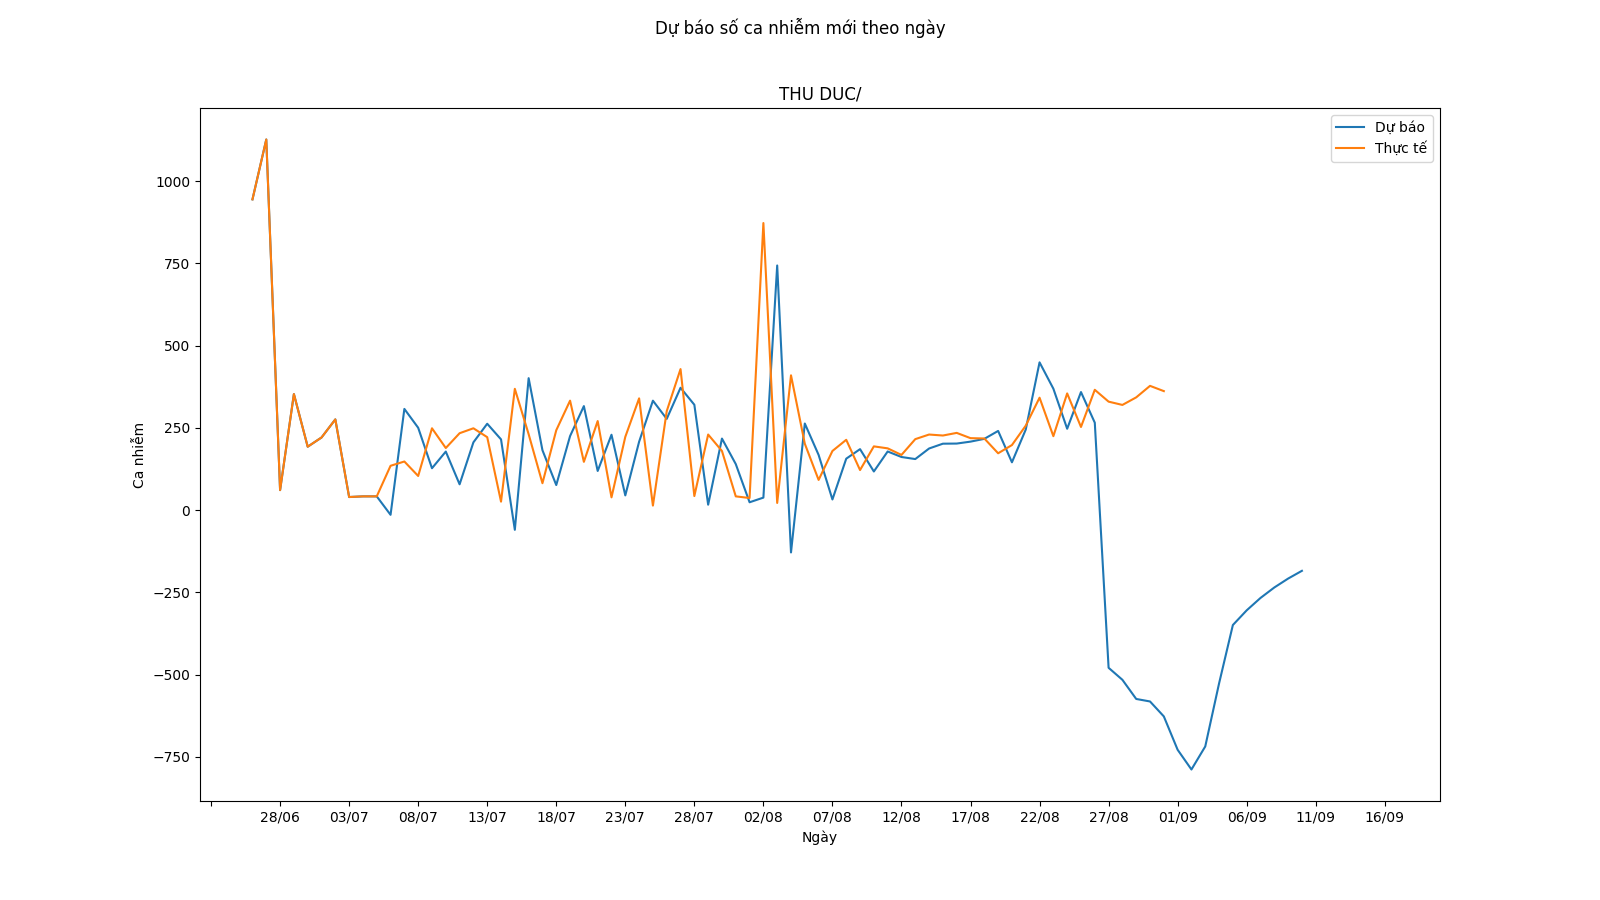 Dự báo số ca nhiễm mới theo ngày
THU DUC/
Dự báo
Thực tế
1000
750
500
250
0
−250
−500
−750
Ca nhiễm
28/06 03/07 08/07 13/07 18/07 23/07 28/07 02/08 07/08 12/08 17/08 22/08 27/08 01/09 06/09 11/09 16/09
Ngày